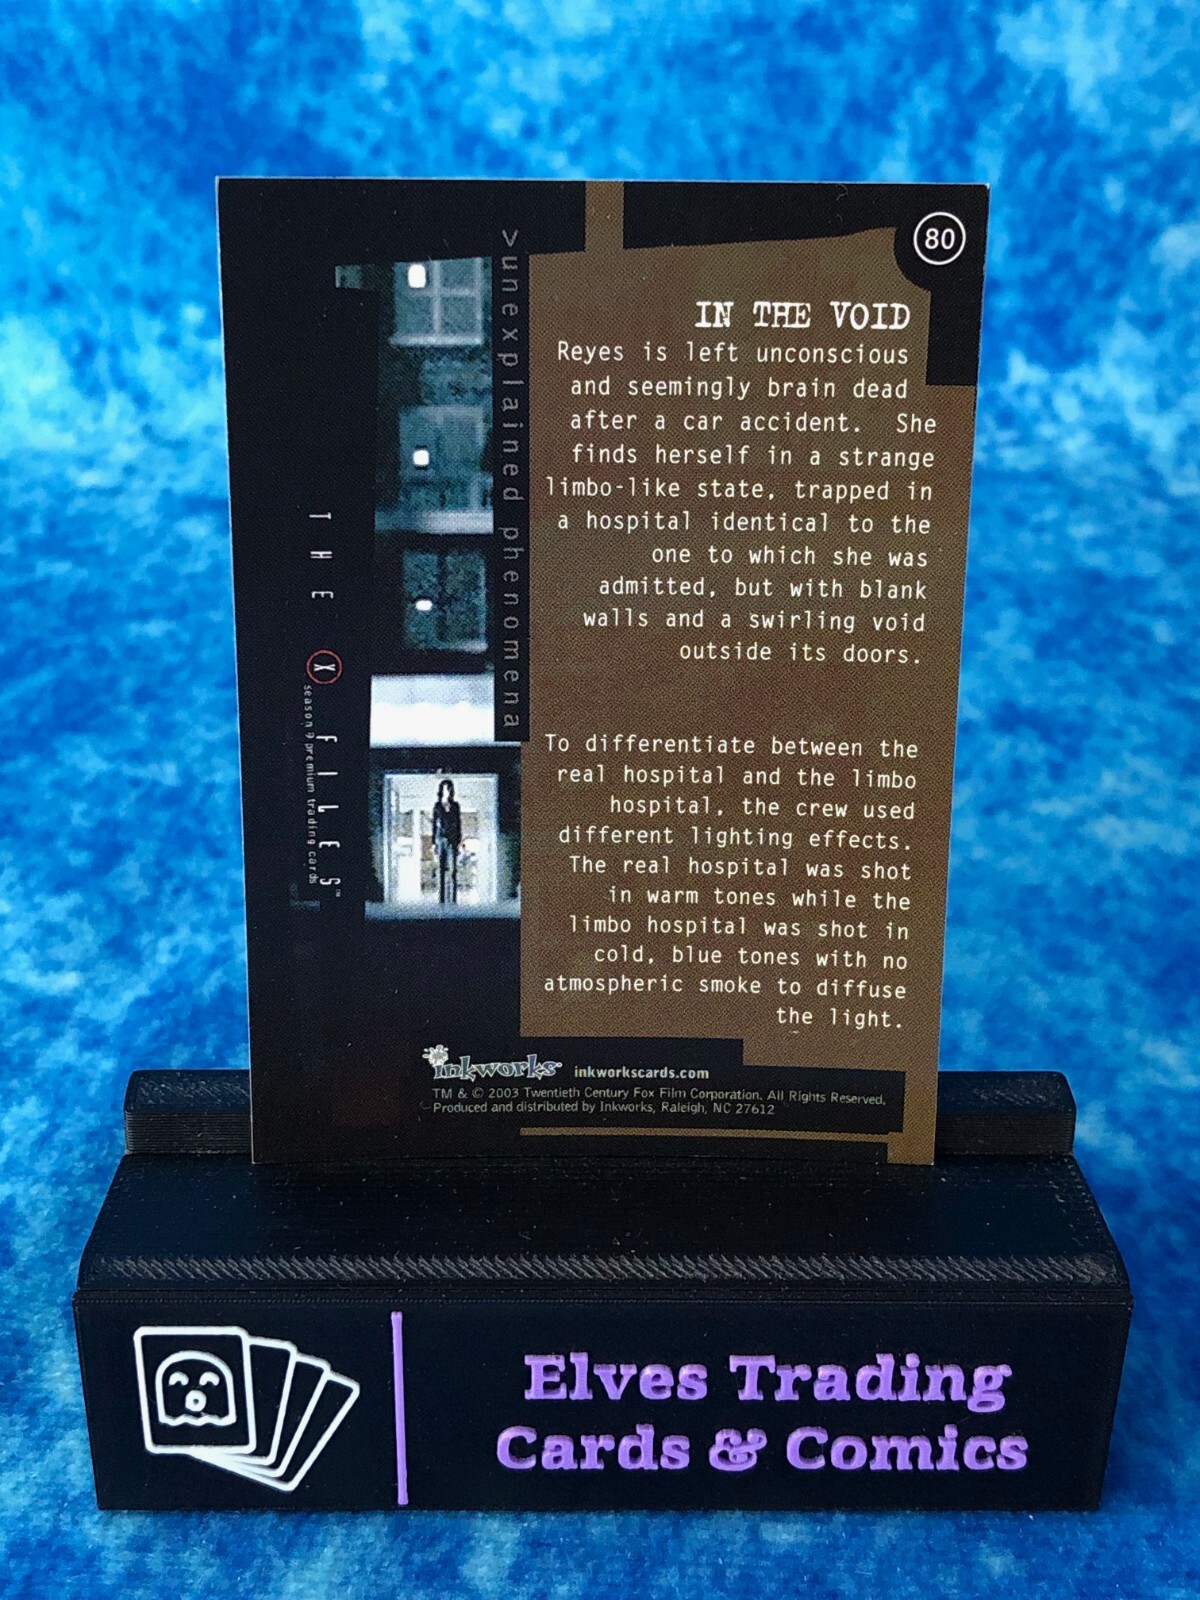 80
>unexplained phenomena
THE X FILES™
season 9 premium trading cards
IN THE VOID
Reyes is left unconscious
and seemingly brain dead
after a car accident. She
finds herself in a strange
limbo-like state, trapped in
a hospital identical to the
one to which she was
admitted, but with blank
walls and a swirling void
outside its doors.
To differentiate between the
real hospital and the limbo
hospital, the crew used
different lighting effects.
The real hospital was shot
in warm tones while the
limbo hospital was shot in
cold, blue tones with no
atmospheric smoke to diffuse
the light.
inkworks inkworkscards.com
TM & © 2003 Twentieth Century Fox Film Corporation. All Rights Reserved.
Produced and distributed by Inkworks, Raleigh, NC 27612
Elves Trading
Cards & Comics